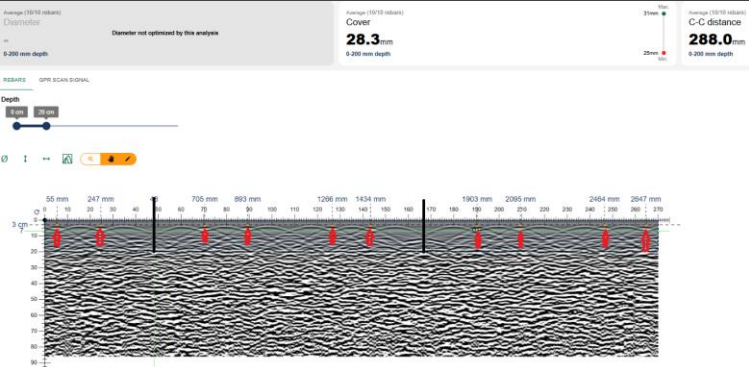 Average (10/10 rebars)
Diameter
--
0-200 mm depth
Diameter not optimized by this analysis
Average (10/10 rebars)
Cover
28.3mm
0-200 mm depth
Max.
31mm
25mm
Min.
Average (10/10 rebars)
C-C distance
288.0mm
0-200 mm depth
REBARS GPR SCAN SIGNAL
Depth
0 cm 20 cm
55 mm 247 mm 705 mm 893 mm 1266 mm 1434 mm 1903 mm 2095 mm 2464 mm 2647 mm
0 10 20 30 40 60 70 80 90 100 110 120 130 140 150 160 170 180 190 200 210 220 230 240 250 260 270
0
3 cm
10
20
30
40
50
60
70
80
90